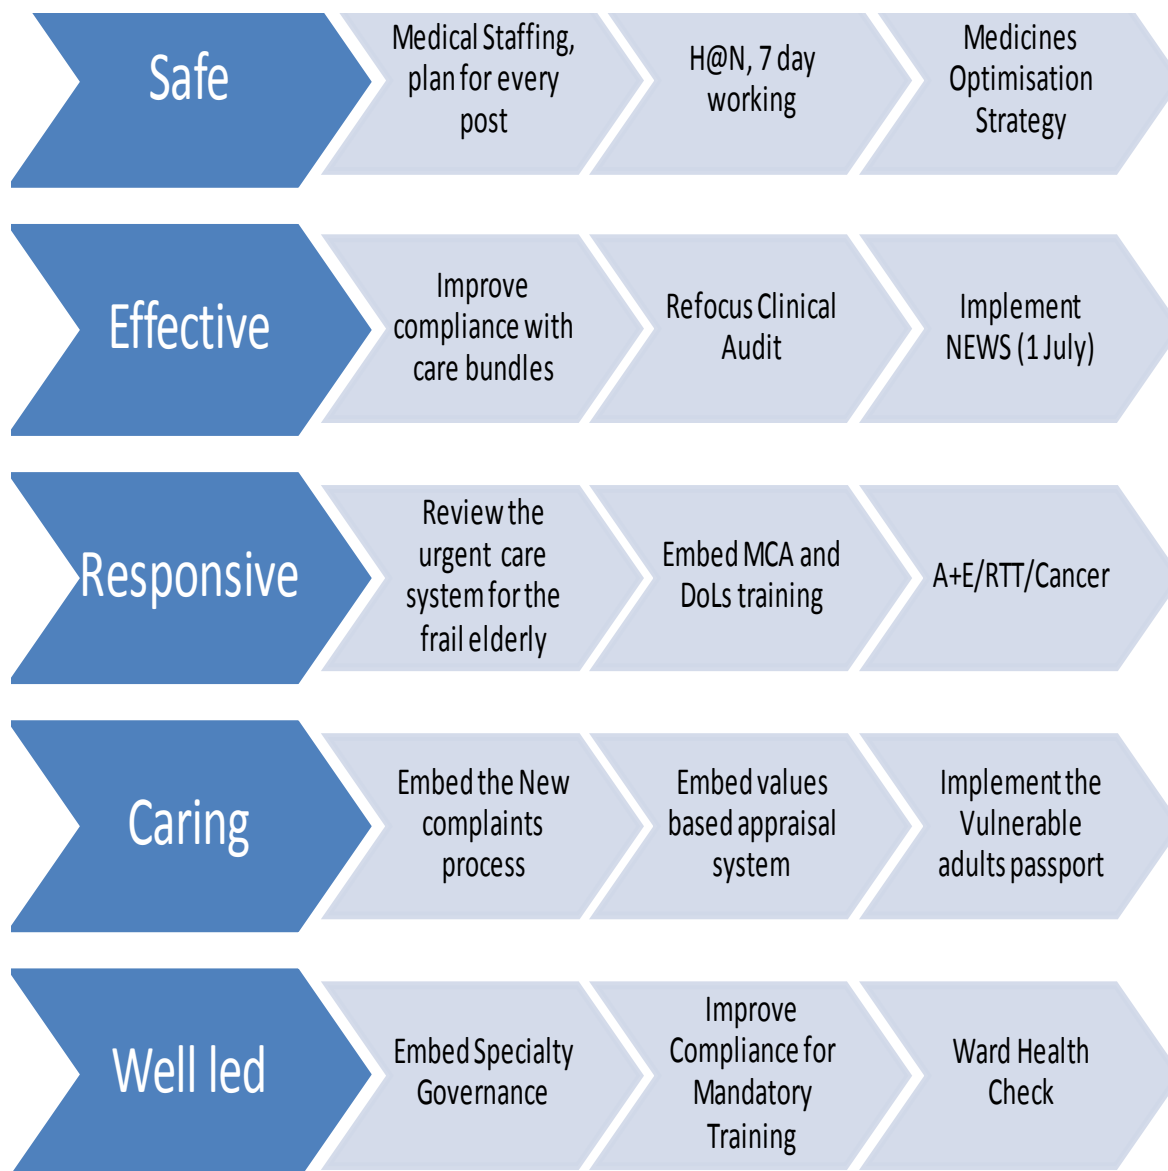 Safe
Medical Staffing,
plan for every
post
H@N, 7 day
working
Medicines
Optimisation
Strategy
Effective
Improve
compliance with
care bundles
Refocus Clinical
Audit
Implement
NEWS (1 July)
Responsive
Review the
urgent care
system for the
frail elderly
Embed MCA and
DoLs training
A+E/RTT/Cancer
Caring
Embed the New
complaints
process
Embed values
based appraisal
system
Implement the
Vulnerable
adults passport
Well led
Embed Specialty
Governance
Improve
Compliance for
Mandatory
Training
Ward Health
Check